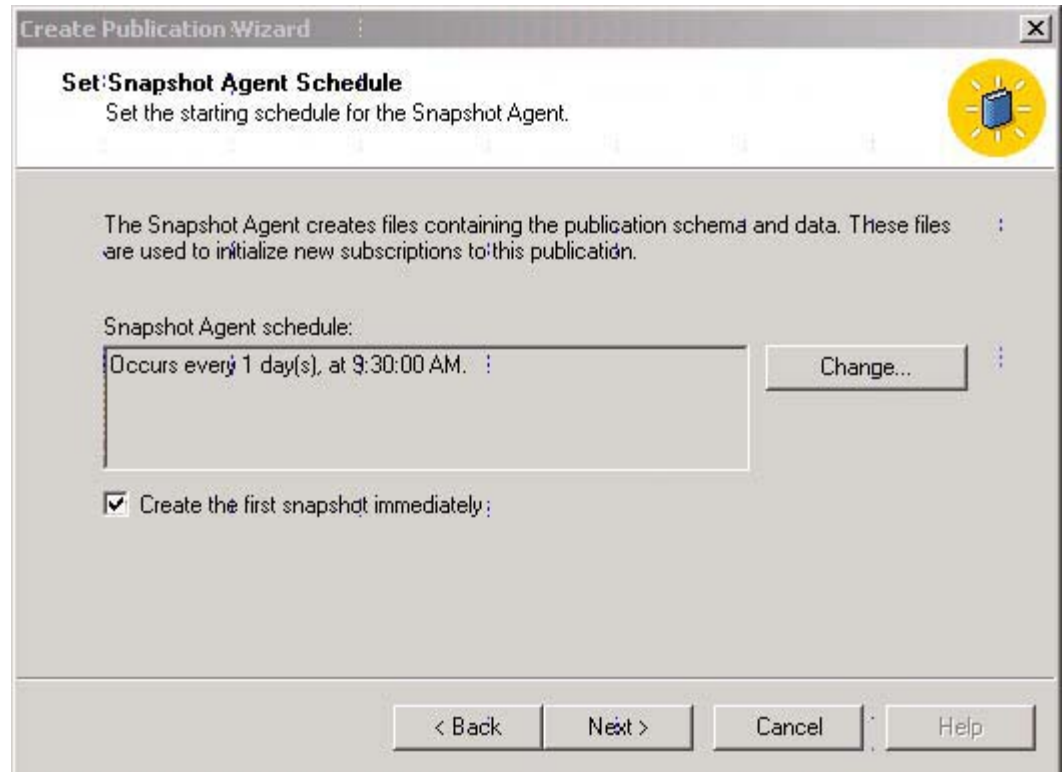 Create Publication Wizard
Set Snapshot Agent Schedule
Set the starting schedule for the Snapshot Agent.
The Snapshot Agent creates files containing the publication schema and data. These files
are used to initialize new subscriptions to this publication.
Snapshot Agent schedule:
Occurs every 1 day(s), at 9:30:00 AM.
Change...
Create the first snapshot immediately
< Back
Next >
Cancel
Help